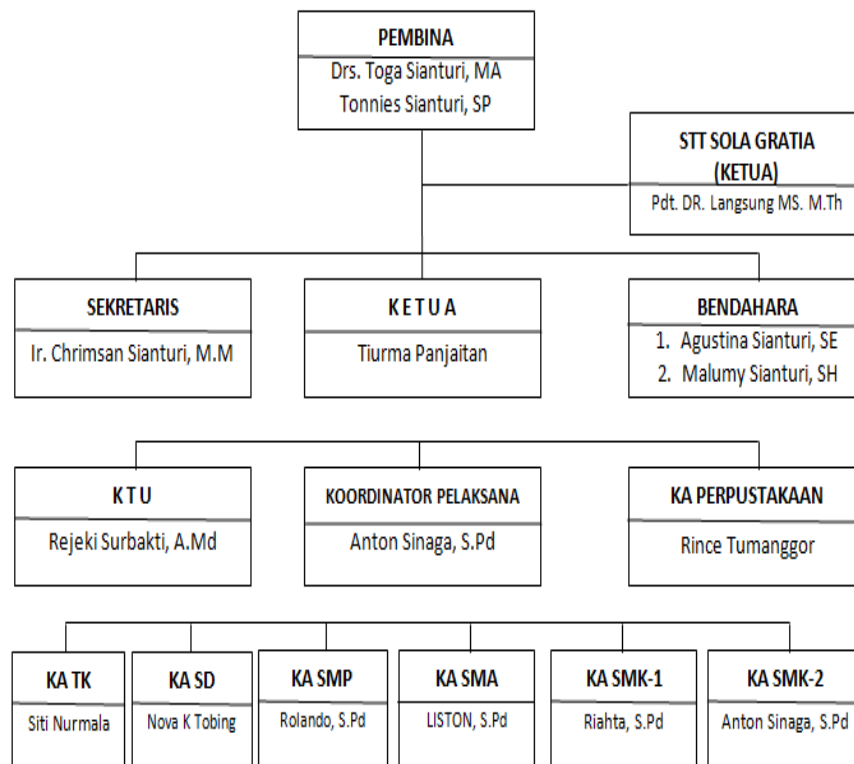 PEMBINA
Drs. Toga Sianturi, MA
Tonnies Sianturi, SP
STT SOLA GRATIA
(KETUA)
Pdt. DR. Langsung MS. M.Th
SEKRETARIS
Ir. Chrimsan Sianturi, M.M
K E T U A
Tiurma Panjaitan
BENDAHARA
1. Agustina Sianturi, SE
2. Malumy Sianturi, SH
K T U
Rejeki Surbakti, A.Md
KOORDINATOR PELAKSANA
Anton Sinaga, S.Pd
KA PERPUSTAKAAN
Rince Tumanggor
KA TK
Siti Nurmala
KA SD
Nova K Tobing
KA SMP
Rolando, S.Pd
KA SMA
LISTON, S.Pd
KA SMK-1
Riahta, S.Pd
KA SMK-2
Anton Sinaga, S.Pd